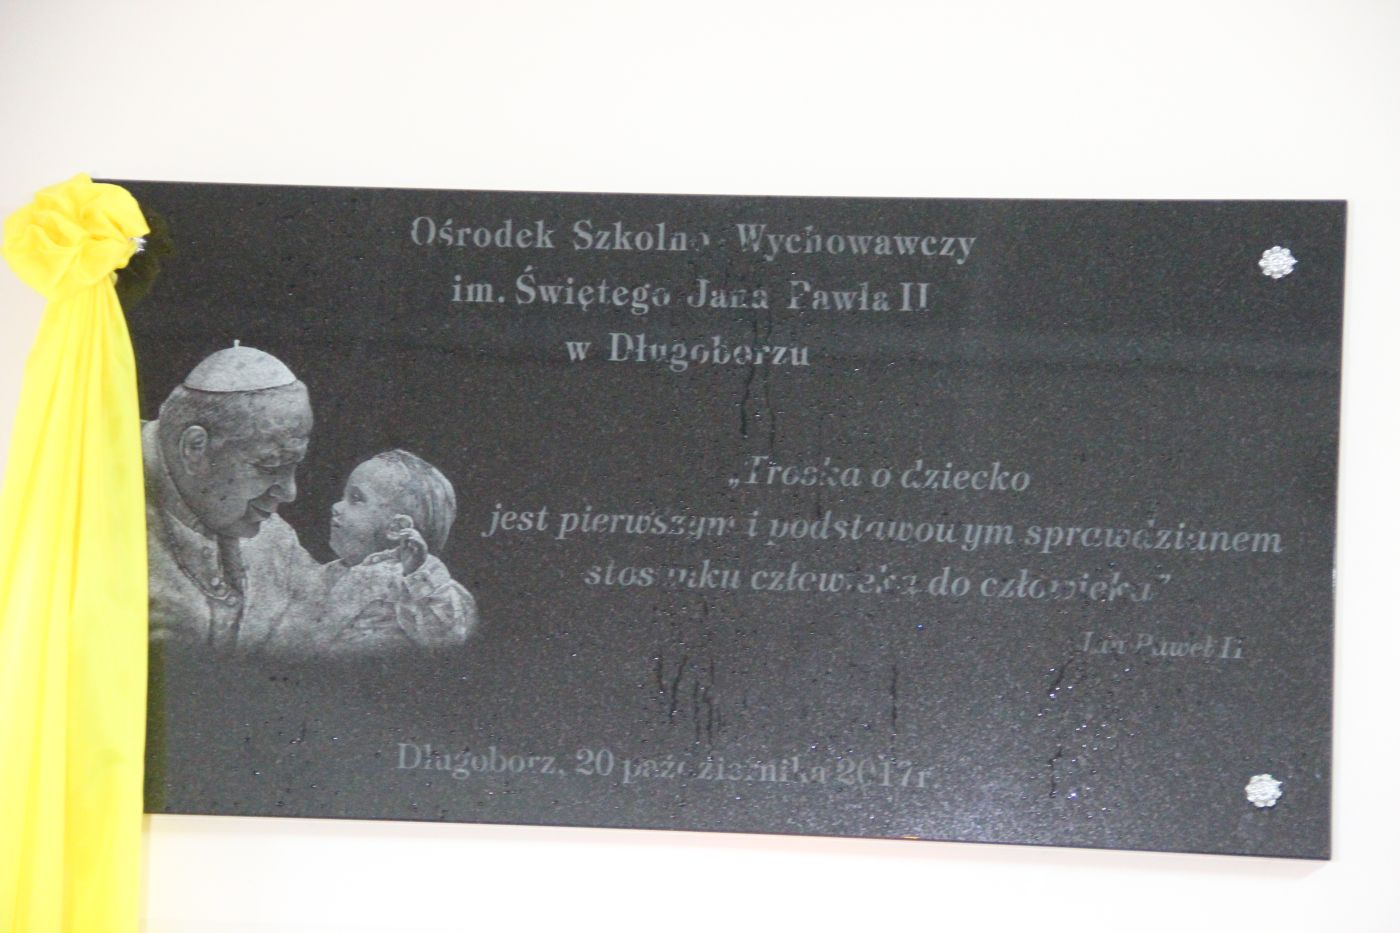 Ośrodek Szkolno - Wychowawczy
im. Świętego Jana Pawła II
w Długoborzu
„Troska o dziecko
jest pierwszym i podstawowym sprawdzianem
stosunku człowieka do człowieka”
Jan Paweł II
Długoborz, 20 października 2017r.